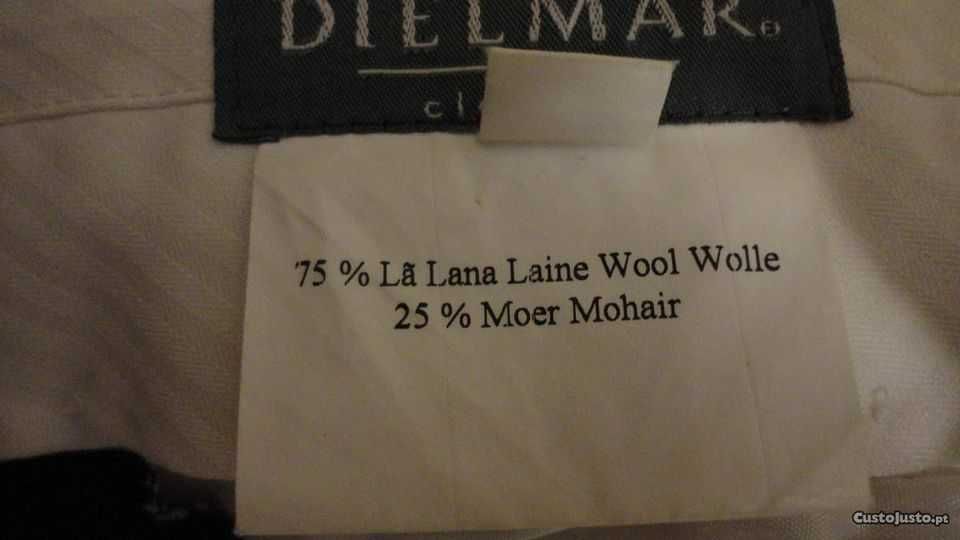 DIELMAR®
75 % Lã Lana Laine Wool Wolle
25 % Moer Mohair
CustoJusto.pt